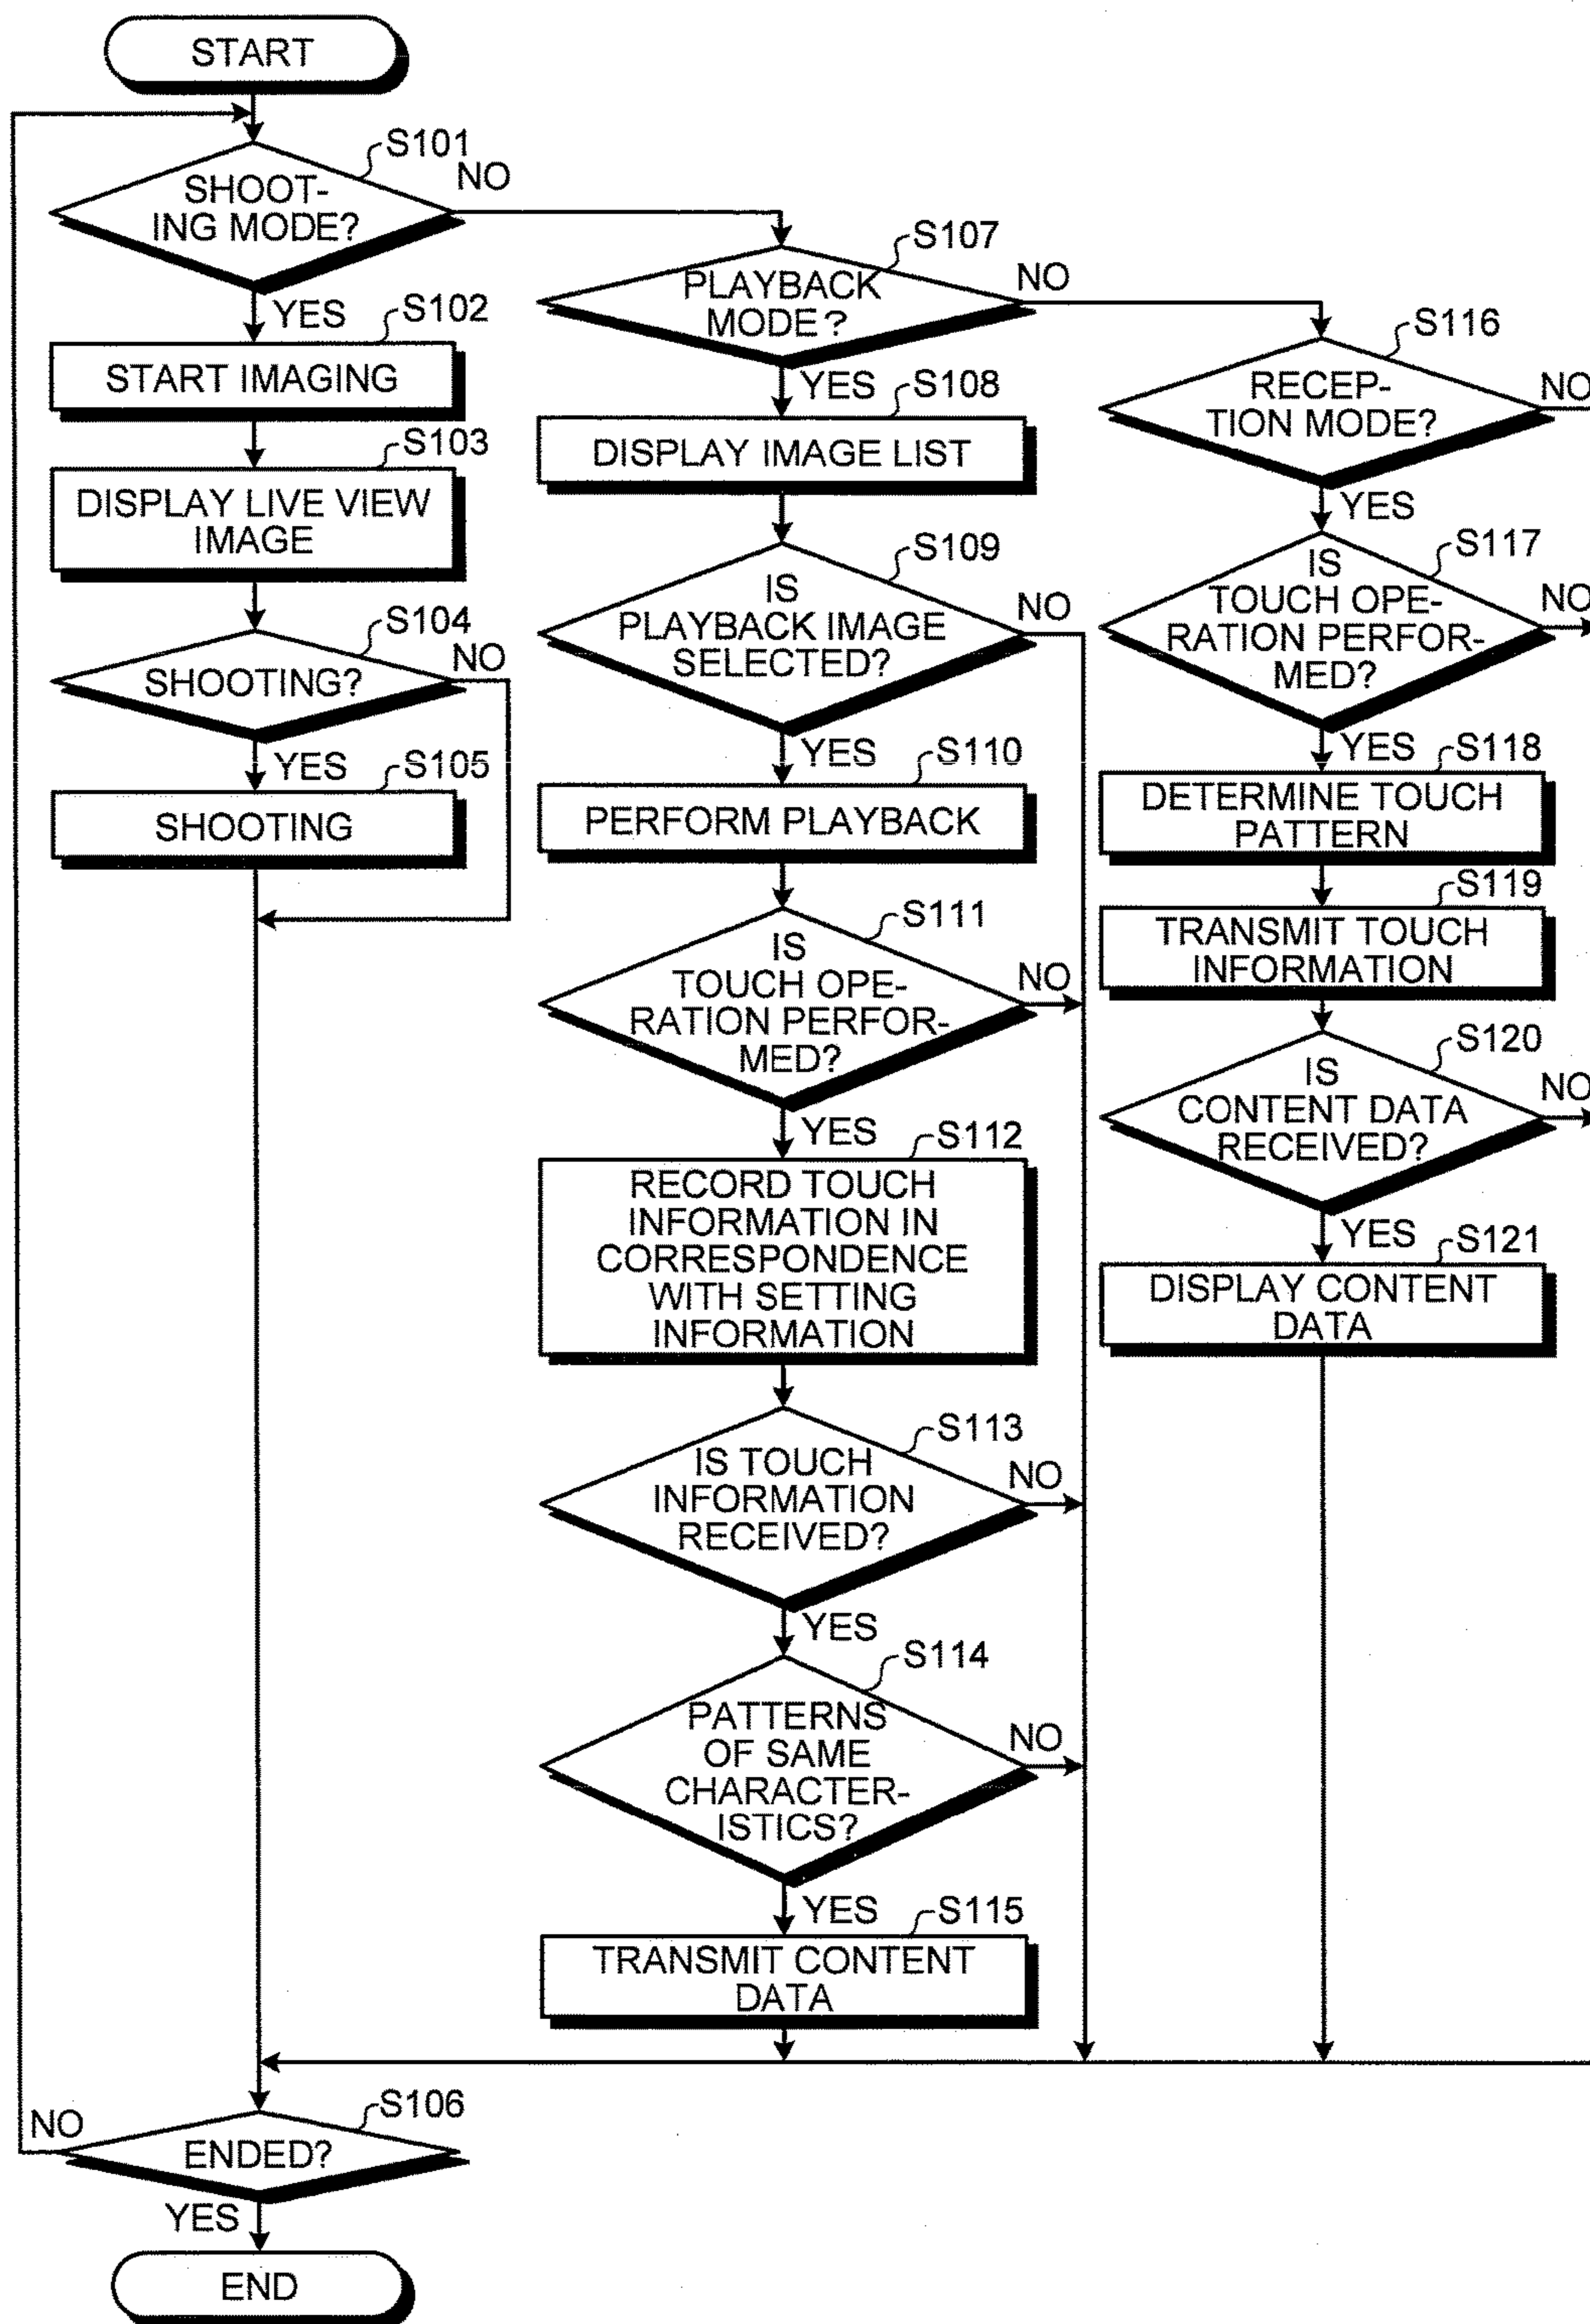 START
S101
SHOOT-
ING MODE?
NO
YES
S102
START IMAGING
S103
DISPLAY LIVE VIEW
IMAGE
S104
SHOOTING?
NO
YES
S105
SHOOTING
S107
PLAYBACK
MODE?
NO
YES
S108
DISPLAY IMAGE LIST
S109
IS
PLAYBACK IMAGE
SELECTED?
NO
YES
S110
PERFORM PLAYBACK
S111
IS
TOUCH OPE-
RATION PERFOR-
MED?
NO
YES
S112
RECORD TOUCH
INFORMATION IN
CORRESPONDENCE
WITH SETTING
INFORMATION
S113
IS TOUCH
INFORMATION
RECEIVED?
NO
YES
S114
PATTERNS
OF SAME
CHARACTER-
ISTICS?
NO
YES
S115
TRANSMIT CONTENT
DATA
S116
RECEP-
TION MODE?
NO
YES
S117
IS
TOUCH OPE-
RATION PERFOR-
MED?
NO
YES
S118
DETERMINE TOUCH
PATTERN
S119
TRANSMIT TOUCH
INFORMATION
S120
IS
CONTENT DATA
RECEIVED?
NO
YES
S121
DISPLAY CONTENT
DATA
S106
ENDED?
NO
YES
END